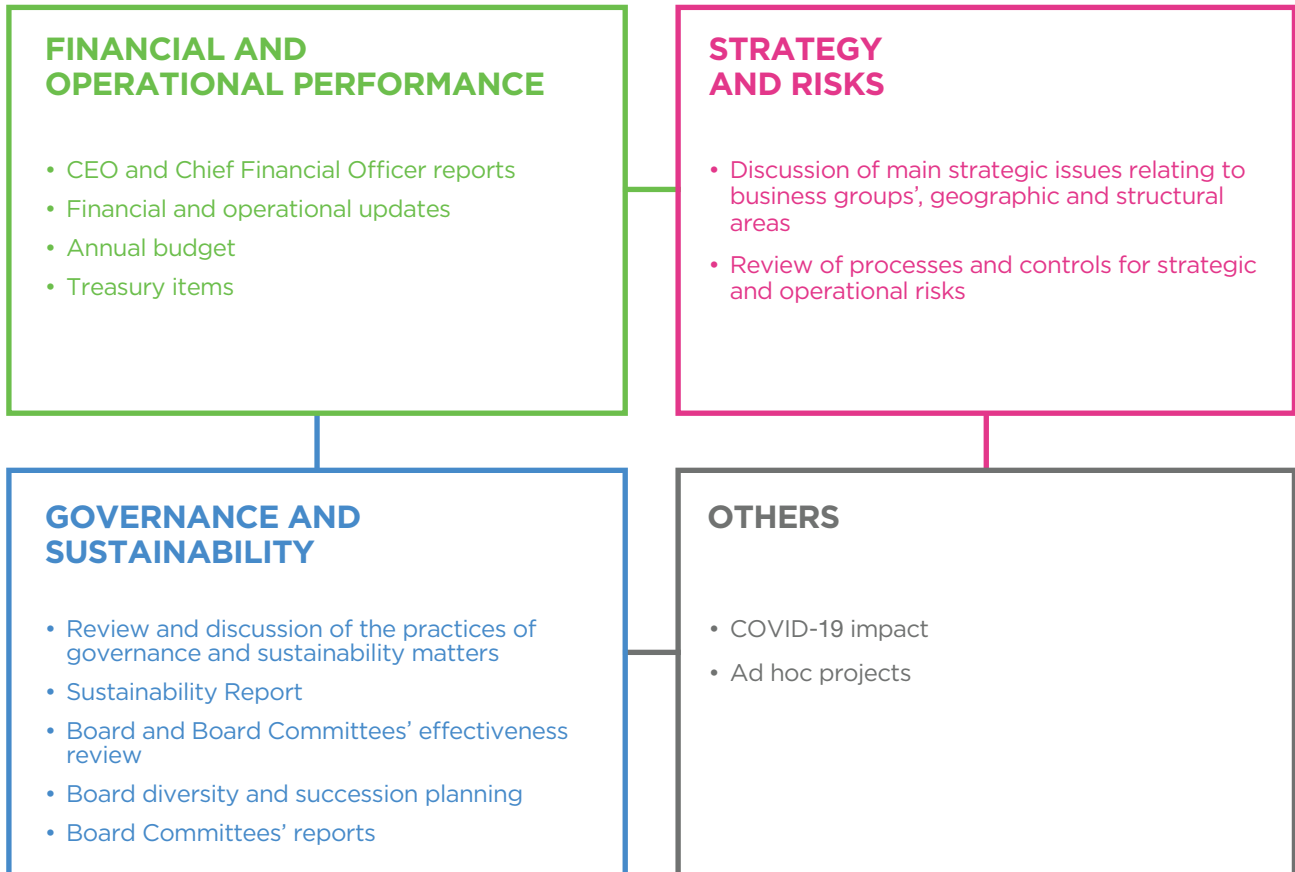 FINANCIAL AND
OPERATIONAL PERFORMANCE
• CEO and Chief Financial Officer reports
• Financial and operational updates
• Annual budget
• Treasury items
STRATEGY
AND RISKS
• Discussion of main strategic issues relating to
business groups’, geographic and structural
areas
• Review of processes and controls for strategic
and operational risks
GOVERNANCE AND
SUSTAINABILITY
• Review and discussion of the practices of
governance and sustainability matters
• Sustainability Report
• Board and Board Committees’ effectiveness
review
• Board diversity and succession planning
• Board Committees’ reports
OTHERS
• COVID-19 impact
• Ad hoc projects